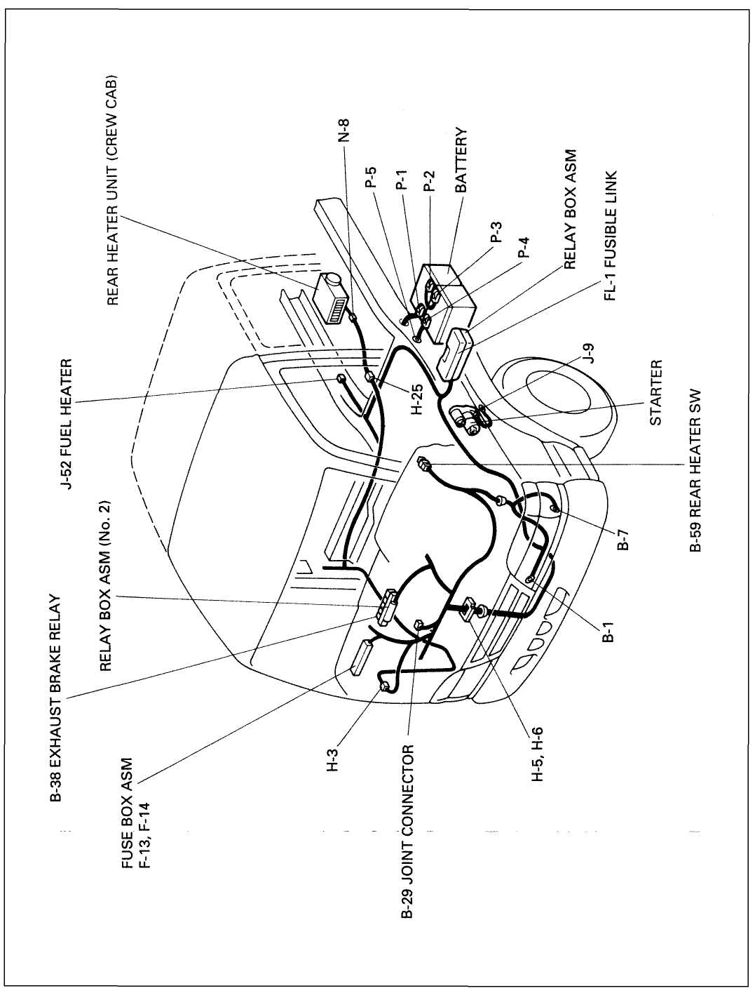 REAR HEATER UNIT (CREW CAB)
J-52 FUEL HEATER
RELAY BOX ASM (No. 2)
B-38 EXHAUST BRAKE RELAY
FUSE BOX ASM
F-13, F-14
H-3
B-29 JOINT CONNECTOR
H-5, H-6
B-1
B-7
B-59 REAR HEATER SW
STARTER
J-9
FL-1 FUSIBLE LINK
RELAY BOX ASM
P-4
P-3
BATTERY
P-2
P-1
P-5
N-8
H-25